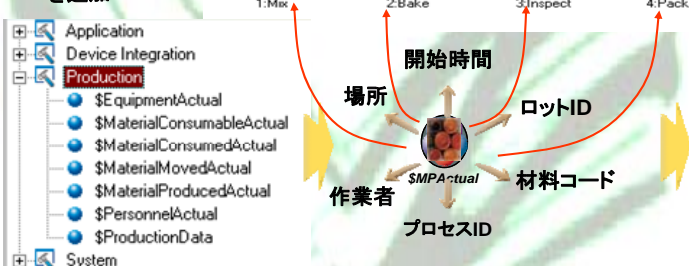 1:Mix
2:Bake
3:Inspect
4:Pack
Application
Device Integration
Production
$EquipmentActual
$MaterialConsumableActual
$MaterialConsumedActual
$MaterialMovedActual
$MaterialProducedActual
$PersonnelActual
$ProductionData
System
開始時間
場所
ロットID
$MPActual
作業者
材料コード
プロセスID